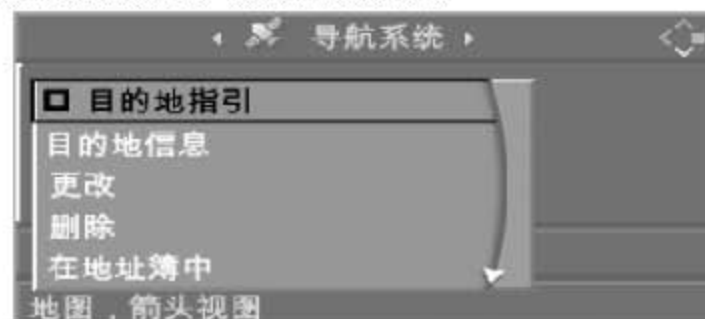 导航系统
目的地指引
目的地信息
更改
删除
在地址簿中
地图，箭头视图